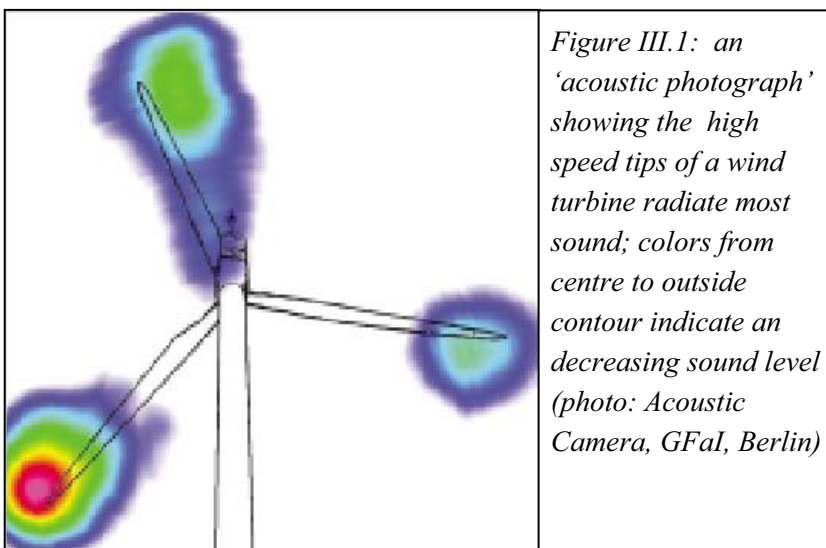 Figure III.1: an
‘acoustic photograph’
showing the high
speed tips of a wind
turbine radiate most
sound; colors from
centre to outside
contour indicate an
decreasing sound level
(photo: Acoustic
Camera, GFaI, Berlin)